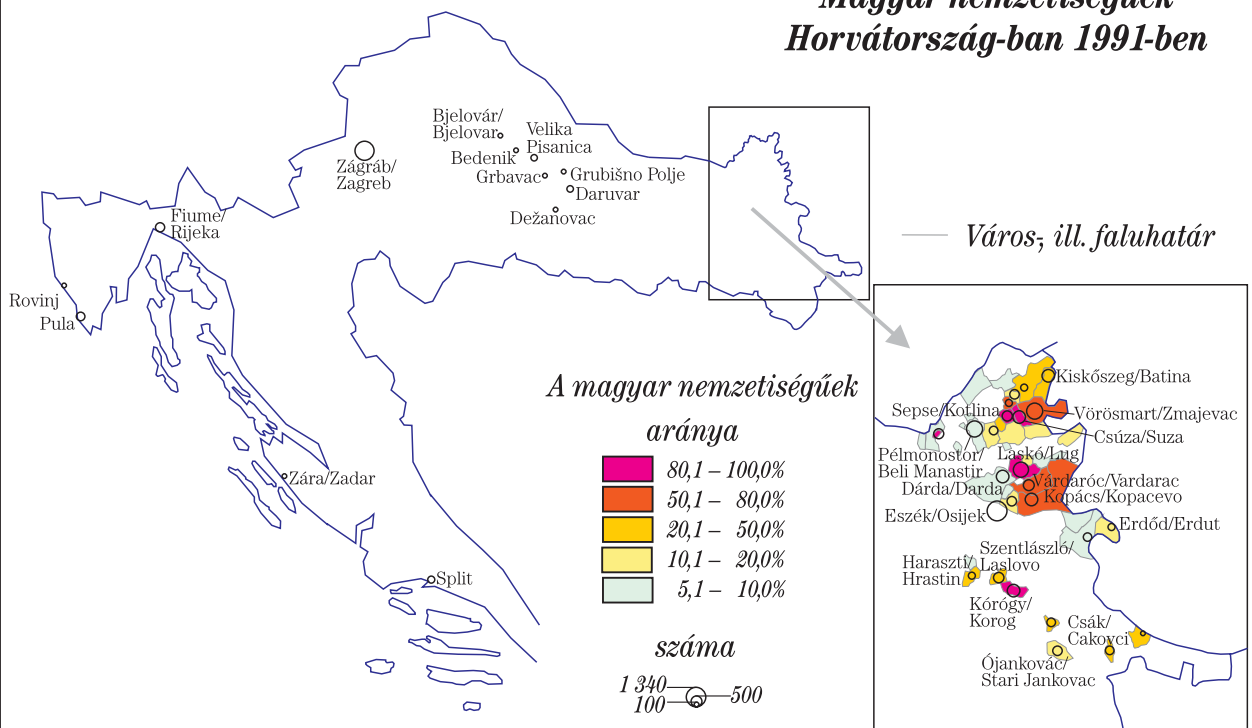 Magyar nemzetiségűek
Horvátország-ban 1991-ben
Bjelovár/
Bjelovar
Velika
Pisanica
Bedenik
Grbavac
Grubišno Polje
Daruvar
Dežanovac
Zágráb/
Zagreb
Fiume/
Rijeka
Rovinj
Pula
Zára/Zadar
Split
Város-, ill. faluhatár
A magyar nemzetiségűek
aránya
80,1 – 100,0%
50,1 – 80,0%
20,1 – 50,0%
10,1 – 20,0%
5,1 – 10,0%
száma
1 340
100
500
Kiskőszeg/Batina
Sepse/Kotlina
Vörösmart/Zmajevac
Csúza/Suza
Pélmonostor/
Beli Manastir
Laskó/Lug
Dárda/Darda
Várdaróc/Vardarac
Kopács/Kopacevo
Eszék/Osijek
Erdőd/Erdut
Szentlászló/
Laslovo
Haraszti/
Hrastin
Kórógy/
Korog
Csák/
Cakovci
Ójankovác/
Stari Jankovac